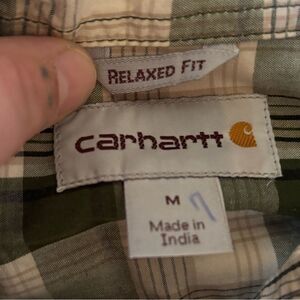 RELAXED FIT
carhartt
M
Made in
India